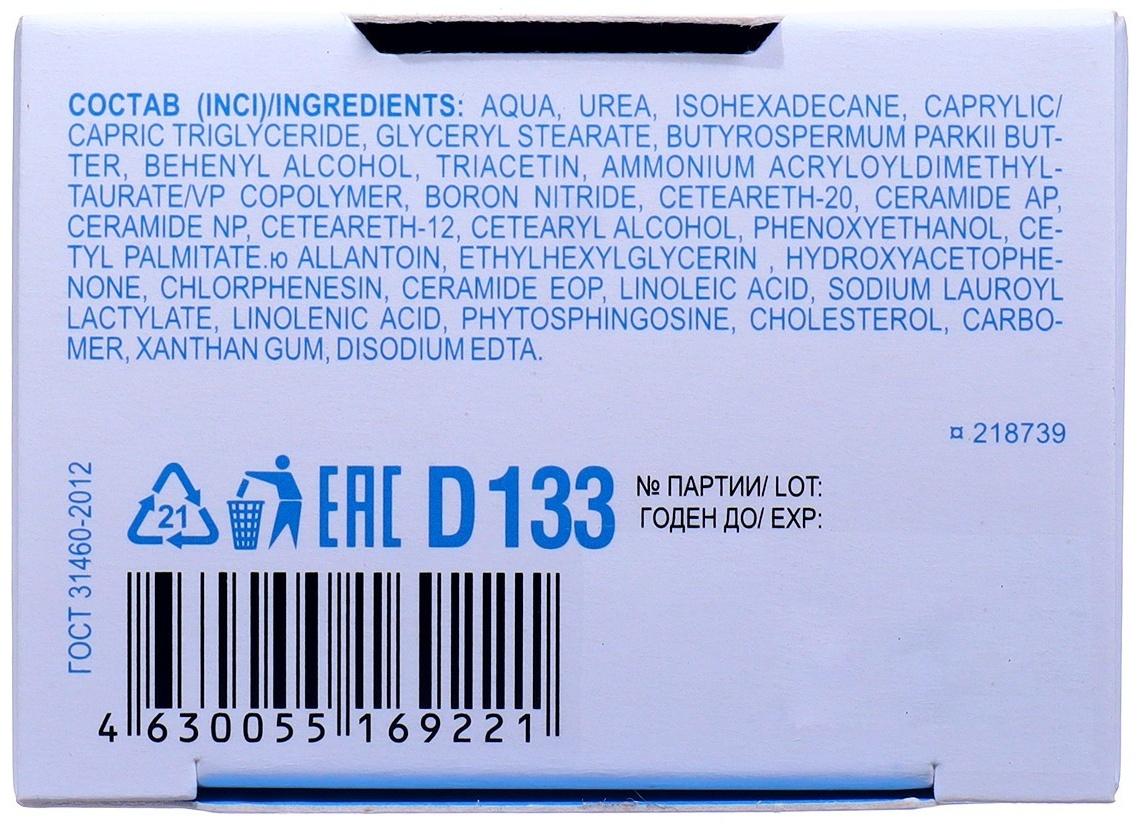 СОСТАВ (INCI)/INGREDIENTS: AQUA, UREA, ISOHEXADECANE, CAPRYLIC/
CAPRIC TRIGLYCERIDE, GLYCERYL STEARATE, BUTYROSPERMUM PARKII BUT-
TER, BEHENYL ALCOHOL, TRIACETIN, AMMONIUM ACRYLOYLDIMETHYL-
TAURATE/VP COPOLYMER, BORON NITRIDE, CETEARETH-20, CERAMIDE AP,
CERAMIDE NP, CETEARETH-12, CETEARYL ALCOHOL, PHENOXYETHANOL, CE-
TYL PALMITATE.ю ALLANTOIN, ETHYLHEXYLGLYCERIN , HYDROXYACETOPHE-
NONE, CHLORPHENESIN, CERAMIDE EOP, LINOLEIC ACID, SODIUM LAUROYL
LACTYLATE, LINOLENIC ACID, PHYTOSPHINGOSINE, CHOLESTEROL, CARBO-
MER, XANTHAN GUM, DISODIUM EDTA.
¤ 218739
ГОСТ 31460-2012
21
EAC D 133
№ ПАРТИИ/ LOT:
ГОДЕН ДО/ EXP:
4 630055 169221